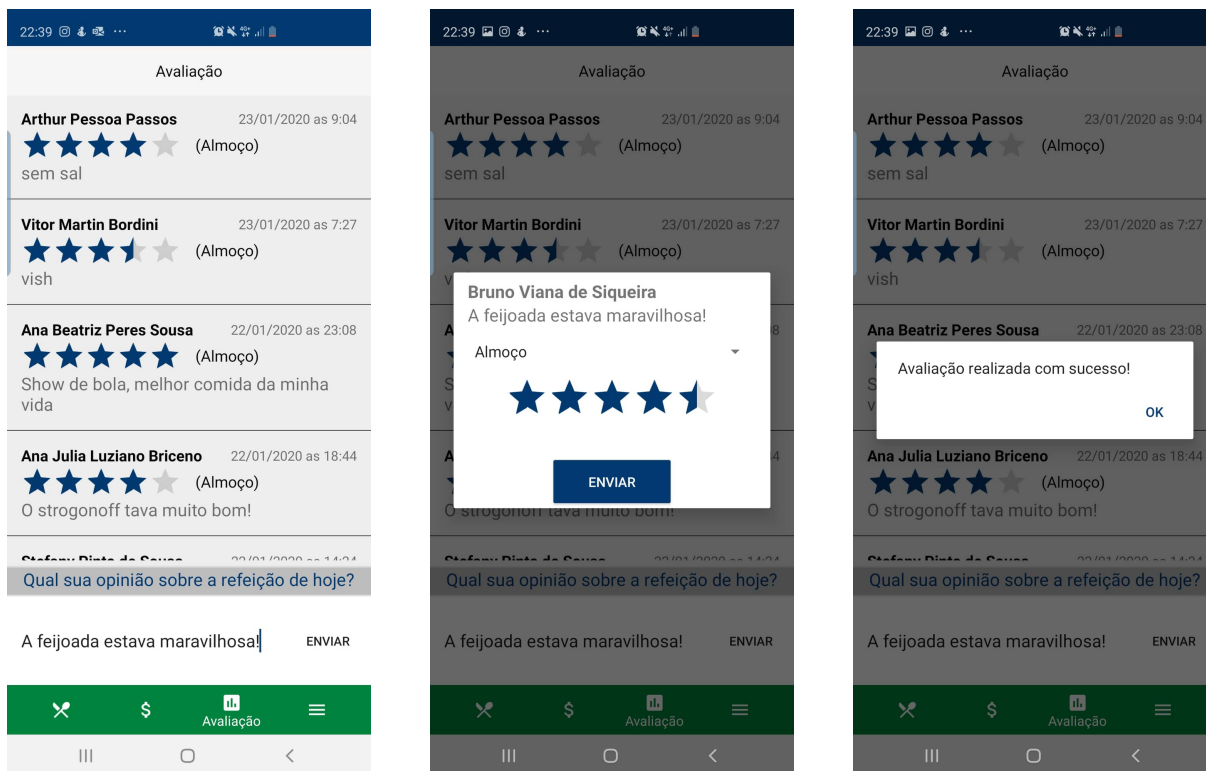 22:39
Avaliação
Arthur Pessoa Passos 23/01/2020 as 9:04
(Almoço)
sem sal
Vitor Martin Bordini 23/01/2020 as 7:27
(Almoço)
vish
Ana Beatriz Peres Sousa 22/01/2020 as 23:08
(Almoço)
Show de bola, melhor comida da minha
vida
Ana Julia Luziano Briceno 22/01/2020 as 18:44
(Almoço)
O strogonoff tava muito bom!
Qual sua opinião sobre a refeição de hoje?
A feijoada estava maravilhosa! ENVIAR
$
Avaliação
22:39
Avaliação
Arthur Pessoa Passos 23/01/2020 as 9:04
(Almoço)
sem sal
Vitor Martin Bordini 23/01/2020 as 7:27
(Almoço)
Bruno Viana de Siqueira
A feijoada estava maravilhosa!
Almoço
ENVIAR
O strogonoff tava muito bom!
Qual sua opinião sobre a refeição de hoje?
A feijoada estava maravilhosa! ENVIAR
$
Avaliação
22:39
Avaliação
Arthur Pessoa Passos 23/01/2020 as 9:04
(Almoço)
sem sal
Vitor Martin Bordini 23/01/2020 as 7:27
(Almoço)
vish
Ana Beatriz Peres Sousa 22/01/2020 as 23:08
Avaliação realizada com sucesso!
OK
Ana Julia Luziano Briceno 22/01/2020 as 18:44
(Almoço)
O strogonoff tava muito bom!
Qual sua opinião sobre a refeição de hoje?
A feijoada estava maravilhosa! ENVIAR
$
Avaliação